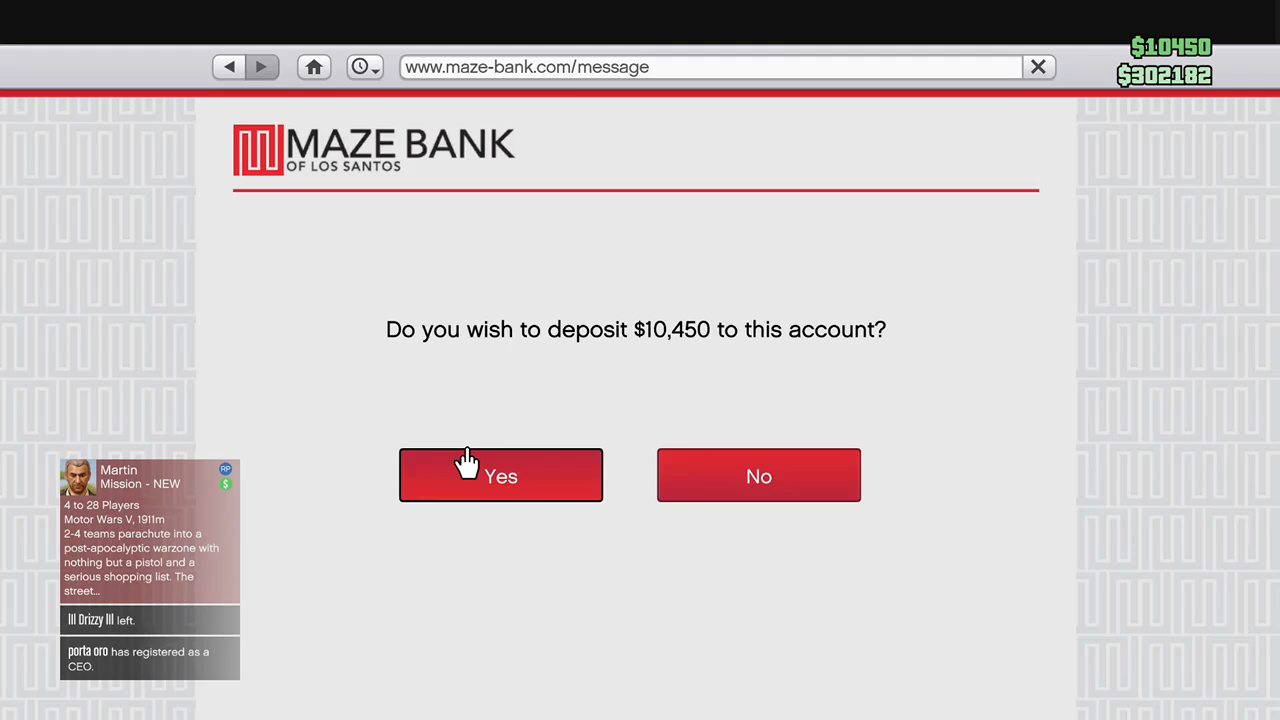 www.maze-bank.com/message
$10450
$302182
MAZE BANK
OF LOS SANTOS
Do you wish to deposit $10,450 to this account?
Yes
No
Martin
Mission - NEW
RP
$
4 to 28 Players
Motor Wars V, 1911m
2-4 teams parachute into a
post-apocalyptic warzone with
nothing but a pistol and a
serious shopping list. The
street...
lll Drizzy lll left.
porta oro has registered as a
CEO.